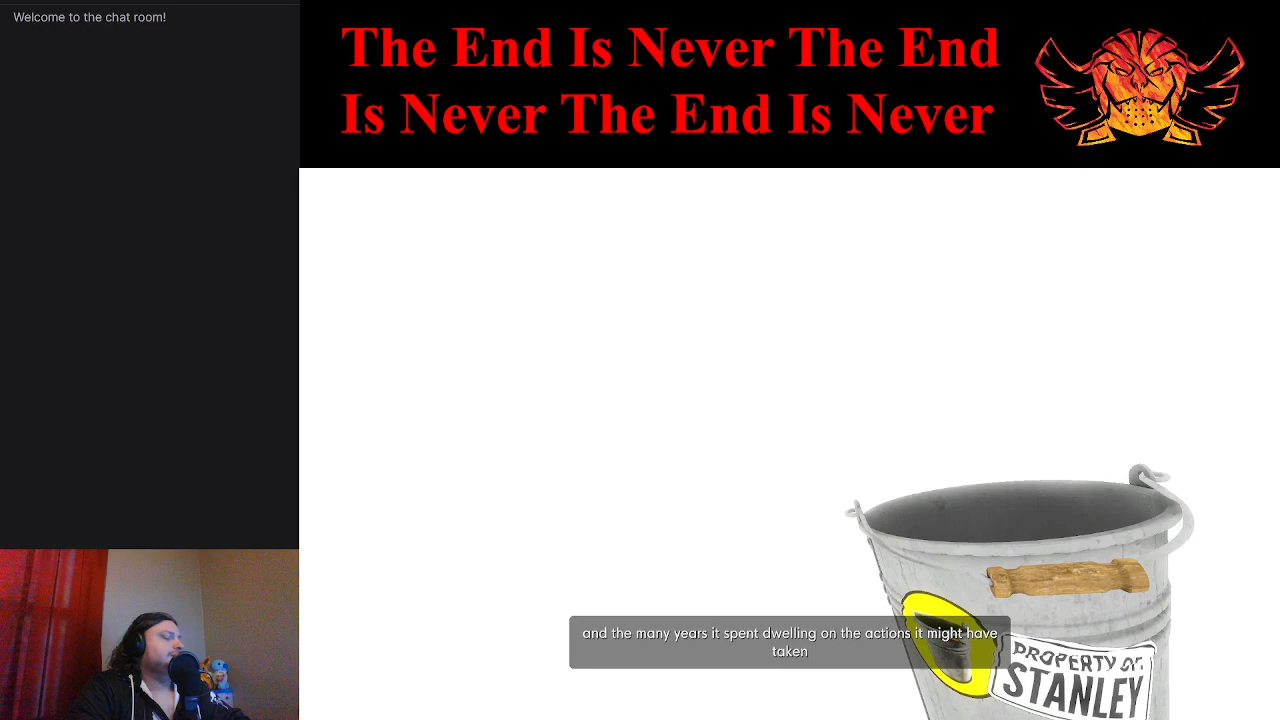 Welcome to the chat room!
The End Is Never The End
Is Never The End Is Never
and the many years it spent dwelling on the actions it might have
taken
PROPERTY OF
STANLEY